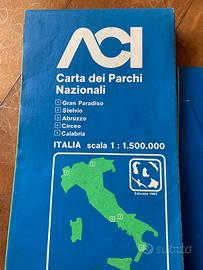 ACI
Carta dei Parchi
Nazionali
1 Gran Paradiso
2 Stelvio
3 Abruzzo
4 Circeo
5 Calabria
ITALIA scala 1 : 1.500.000
subito